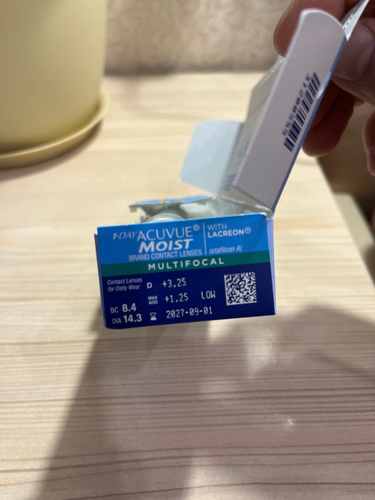 1·DAY ACUVUE® WITH
MOIST LACREON®
BRAND CONTACT LENSES (etafilcon A)
MULTIFOCAL
Contact Lenses for Daily Wear
D +3.25
MAX ADD +1.25 LOW
BC 8.4
DIA 14.3 2027-09-01